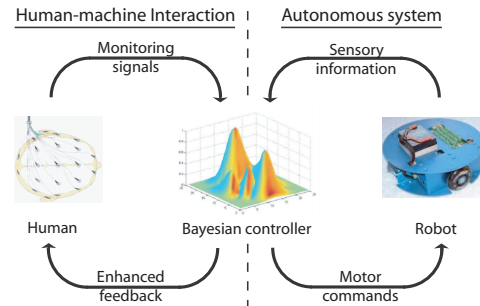 Human-machine Interaction
Autonomous system
Monitoring
signals
Sensory
information
Human
Bayesian controller
Robot
Enhanced
feedback
Motor
commands